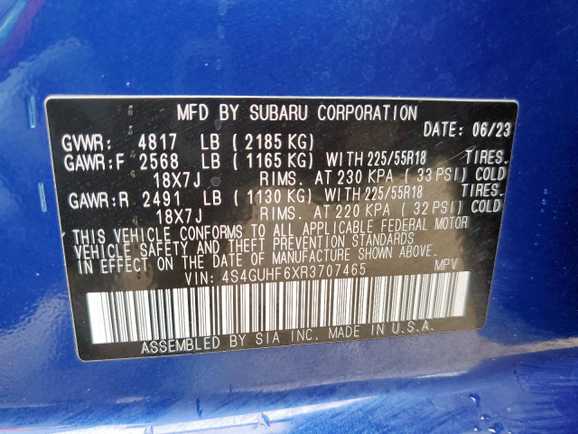 MFD BY SUBARU CORPORATION
DATE: 06/23
GVWR: 4817 LB (2185 KG)
GAWR:F 2568 LB (1165 KG) WITH 225/55R18 TIRES.
18X7J RIMS. AT 230 KPA (33 PSI) COLD
GAWR:R 2491 LB (1130 KG) WITH 225/55R18 TIRES.
18X7J RIMS. AT 220 KPA (32 PSI) COLD
THIS VEHICLE CONFORMS TO ALL APPLICABLE FEDERAL MOTOR
VEHICLE SAFETY AND THEFT PREVENTION STANDARDS IN
EFFECT ON THE DATE OF MANUFACTURE SHOWN ABOVE.
VIN: 4S4GUHF6XR3707465 MPV
ASSEMBLED BY SIA INC. MADE IN U.S.A.